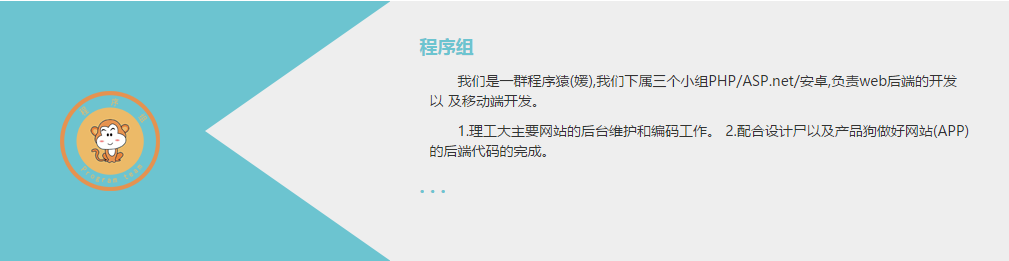 程序组
我们是一群程序猿(媛),我们下属三个小组PHP/ASP.net/安卓,负责web后端的开发
以 及移动端开发。
1.理工大主要网站的后台维护和编码工作。 2.配合设计尸以及产品狗做好网站(APP)
的后端代码的完成。
...